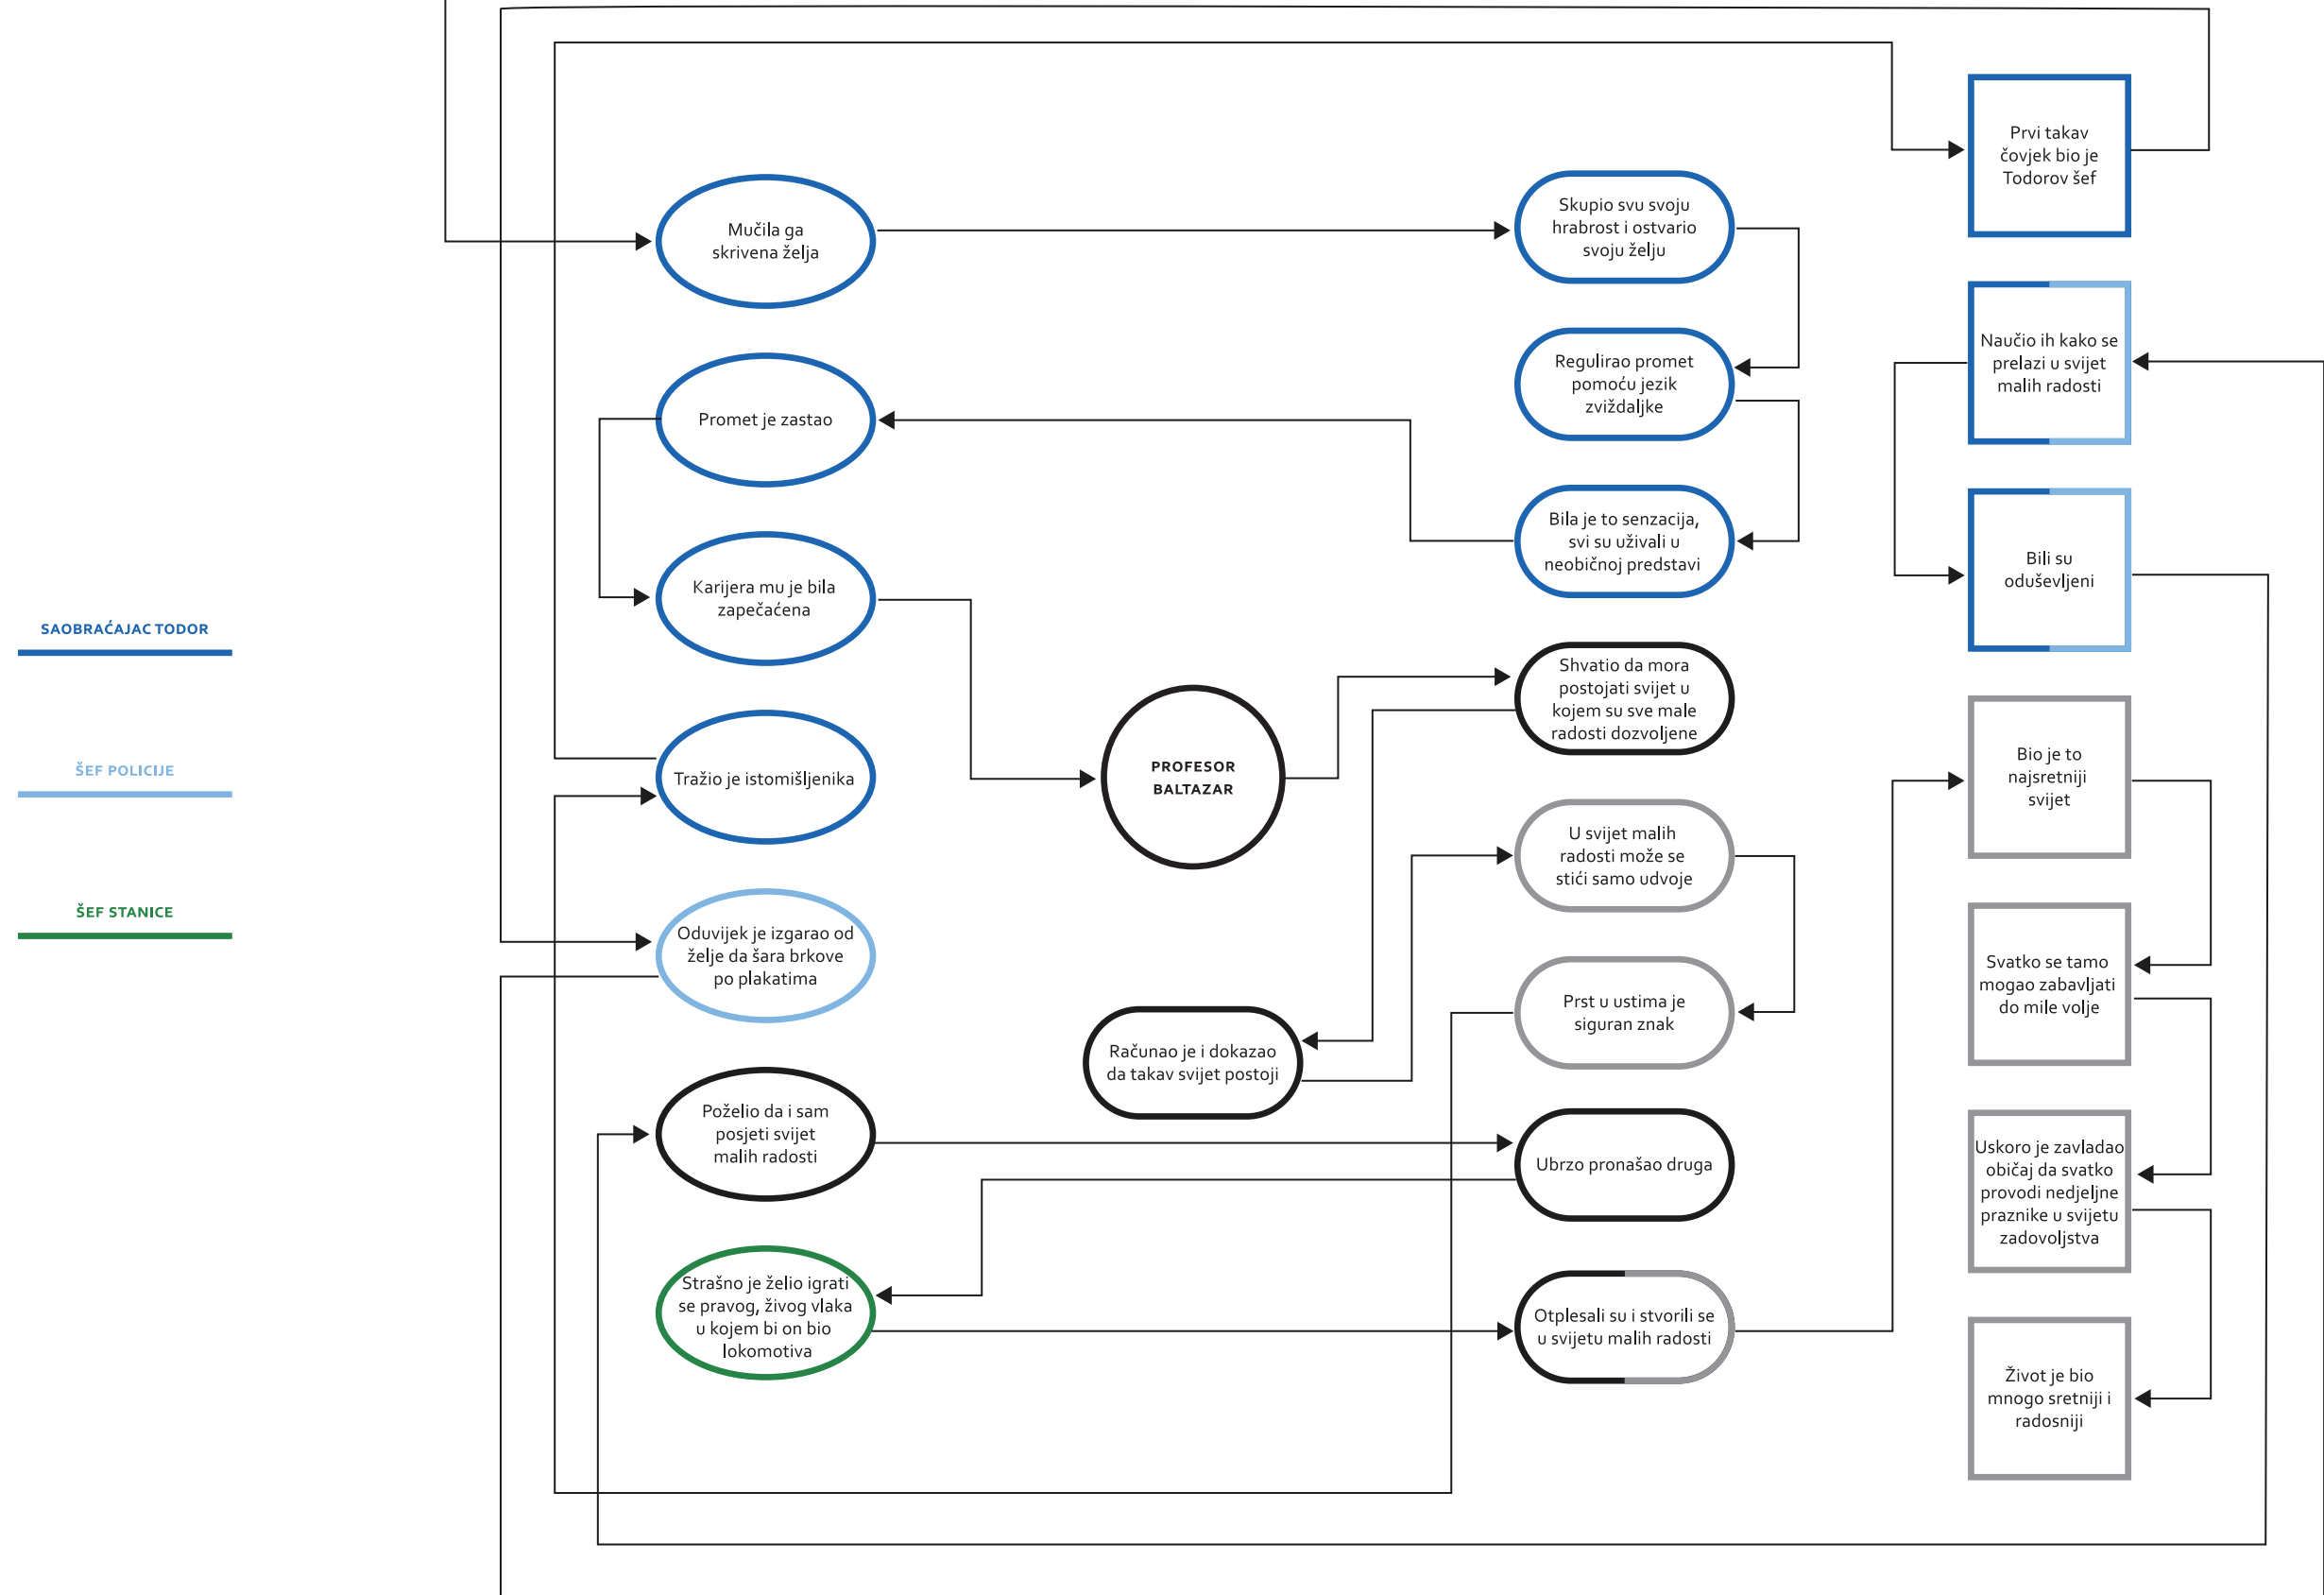 SAOBRAĆAJAC TODOR
ŠEF POLICIJE
ŠEF STANICE
Mučila ga
skrivena želja
Promet je zastao
Karijera mu je bila
zapečaćena
Tražio je istomišljenika
Oduvijek je izgarao od
želje da šara brkove
po plakatima
Poželio da i sam
posjeti svijet
malih radosti
Strašno je želio igrati
se pravog, živog vlaka
u kojem bi on bio
lokomotiva
PROFESOR
BALTAZAR
Računao je i dokazao
da takav svijet postoji
Skupio svu svoju
hrabrost i ostvario
svoju želju
Regulirao promet
pomoću jezik
zviždaljke
Bila je to senzacija,
svi su uživali u
neobičnoj predstavi
Shvatio da mora
postojati svijet u
kojem su sve male
radosti dozvoljene
U svijet malih
radosti može se
stići samo udvoje
Prst u ustima je
siguran znak
Ubrzo pronašao druga
Otplesali su i stvorili se
u svijetu malih radosti
Prvi takav
čovjek bio je
Todorov šef
Naučio ih kako se
prelazi u svijet
malih radosti
Bili su
oduševljeni
Bio je to
najsretniji
svijet
Svatko se tamo
mogao zabavljati
do mile volje
Uskoro je zavladao
običaj da svatko
provodi nedjeljne
praznike u svijetu
zadovoljstva
Život je bio
mnogo sretniji i
radosniji